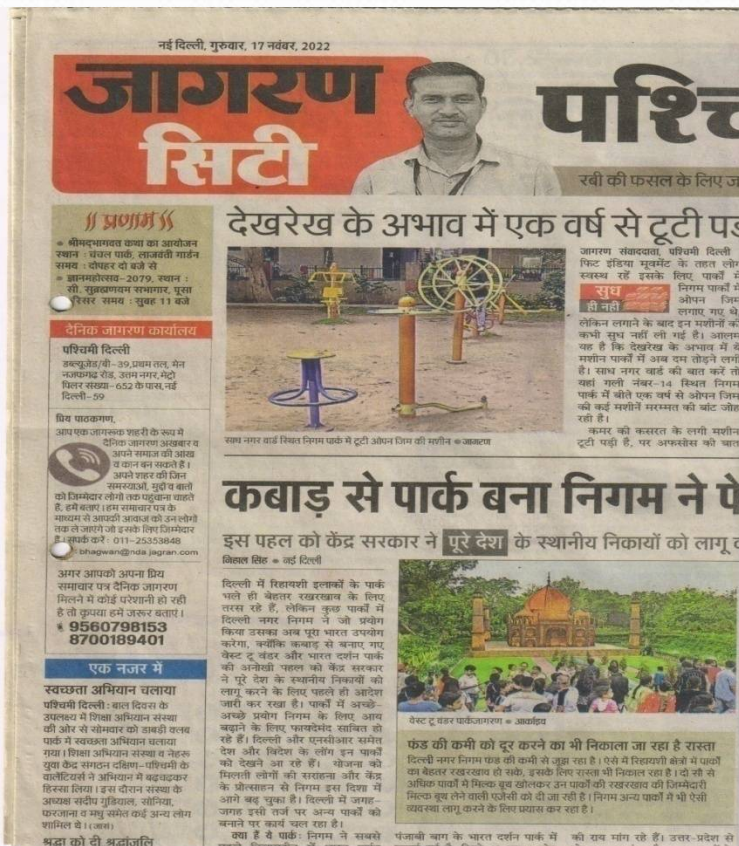 नई दिल्ली, गुरुवार, 17 नवंबर, 2022
जागरण
सिटी
पश्चि
रबी की फसल के लिए ज
॥ प्रणाम ॥
श्रीमद्भागवत कथा का आयोजन
स्थान : चंचल पार्क, लाजवंती गार्डन
समय : दोपहर दो बजे से
ज्ञानमहोत्सव-2079, स्थान :
सी. सुब्रह्मण्यम सभागार, पूसा
रिसर समय : सुबह 11 बजे
दैनिक जागरण कार्यालय
पश्चिमी दिल्ली
डब्ल्यूजेड/बी-39,प्रथम तल, मेन
नजफगढ़ रोड, उत्तम नगर, मेट्रो
पिलर संख्या-652 के पास,नई
दिल्ली-59
प्रिय पाठकगण,
आप एक जागरूक शहरी के रूप में
दैनिक जागरण अखबार व
अपने समाज की आंख
व कान बन सकते हैं।
अपने शहर की जिन
समस्याओं, मुद्दों व बातों
को जिम्मेदार लोगों तक पहुंचाना चाहते
हैं, हमें बताएं। हम समाचार पत्र के
माध्यम से आपकी आवाज को उन लोगों
तक ले जाएंगे जो इसके लिए जिम्मेदार
हैं। संपर्क करें : 011-25353848
bhagwan@nda.jagran.com
अगर आपको अपना प्रिय
समाचार पत्र दैनिक जागरण
मिलने में कोई परेशानी हो रही
है तो कृपया हमें जरूर बताएं।
9560798153
8700189401
एक नजर में
स्वच्छता अभियान चलाया
पश्चिमी दिल्ली : बाल दिवस के
उपलक्ष्य में शिक्षा अभियान संस्था
की ओर से सोमवार को डाबड़ी क्लब
पार्क में स्वच्छता अभियान चलाया
गया। शिक्षा अभियान संस्था व नेहरू
युवा केंद्र संगठन दक्षिण-पश्चिमी के
वालंटियर्स ने अभियान में बढ़चढ़कर
हिस्सा लिया। इस दौरान संस्था के
अध्यक्ष संदीप गुडियाल, सोनिया,
फरजाना व मधु समेत कई अन्य लोग
शामिल थे। (जासं)
श्रद्धा को दी श्रद्धांजलि
देखरेख के अभाव में एक वर्ष से टूटी पड़
साध नगर वार्ड स्थित निगम पार्क में टूटी ओपन जिम की मशीन ● जागरण
जागरण संवाददाता, पश्चिमी दिल्ली
फिट इंडिया मूवमेंट के तहत लोग
स्वस्थ रहें इसके लिए पार्कों में
सुध
ही नहीं
निगम पार्कों में
ओपन जिम
लगाए गए थे,
लेकिन लगाने के बाद इन मशीनों की
कभी सुध नहीं ली गई है। आलम
यह है कि देखरेख के अभाव में ये
मशीन पार्कों में अब दम तोड़ने लगी
है। साध नगर वार्ड की बात करें तो
यहां गली नंबर-14 स्थित निगम
पार्क में बीते एक वर्ष से ओपन जिम
की कई मशीनें मरम्मत की बांट जोह
रही है।
कमर की कसरत के लगी मशीन
टूटी पड़ी है, पर अफसोस की बात
कबाड़ से पार्क बना निगम ने पे
इस पहल को केंद्र सरकार ने पूरे देश के स्थानीय निकायों को लागू क
निहाल सिंह ● नई दिल्ली
दिल्ली में रिहायशी इलाकों के पार्क
भले ही बेहतर रखरखाव के लिए
तरस रहे हैं, लेकिन कुछ पार्कों में
दिल्ली नगर निगम ने जो प्रयोग
किया उसका अब पूरा भारत उपयोग
करेगा, क्योंकि कबाड़ से बनाए गए
वेस्ट टू वंडर और भारत दर्शन पार्क
की अनोखी पहल को केंद्र सरकार
ने पूरे देश के स्थानीय निकायों को
लागू करने के लिए पहले ही आदेश
जारी कर रखा है। पार्कों में अच्छे-
अच्छे प्रयोग निगम के लिए आय
बढ़ाने के लिए फायदेमंद साबित हो
रहे हैं। दिल्ली और एनसीआर समेत
देश और विदेश के लोग इन पार्कों
को देखने आ रहे हैं। योजना को
मिलती लोगों की सराहना और केंद्र
के प्रोत्साहन से निगम इस दिशा में
आगे बढ़ चुका है। दिल्ली में जगह-
जगह इसी तर्ज पर अन्य पार्कों को
बनाने पर कार्य चल रहा है।
क्या हैं ये पार्क: निगम ने सबसे
वेस्ट टू वंडर पार्कजागरण ● आर्काइव
फंड की कमी को दूर करने का भी निकाला जा रहा है रास्ता
दिल्ली नगर निगम फंड की कमी से जूझ रहा है। ऐसे में रिहायशी क्षेत्रों में पार्कों
का बेहतर रखरखाव हो सके, इसके लिए रास्ता भी निकाल रहा है। दो सौ से
अधिक पार्कों में मिल्क बूथ खोलकर उन पार्कों की रखरखाव की जिम्मेदारी
मिल्क बूथ लेने वाली एजेंसी को दी जा रही है। निगम अन्य पार्कों में भी ऐसी
व्यवस्था लागू करने के लिए प्रयास कर रहा है।
पंजाबी बाग के भारत दर्शन पार्क में
की राय मांग रहे हैं। उत्तर-प्रदेश से